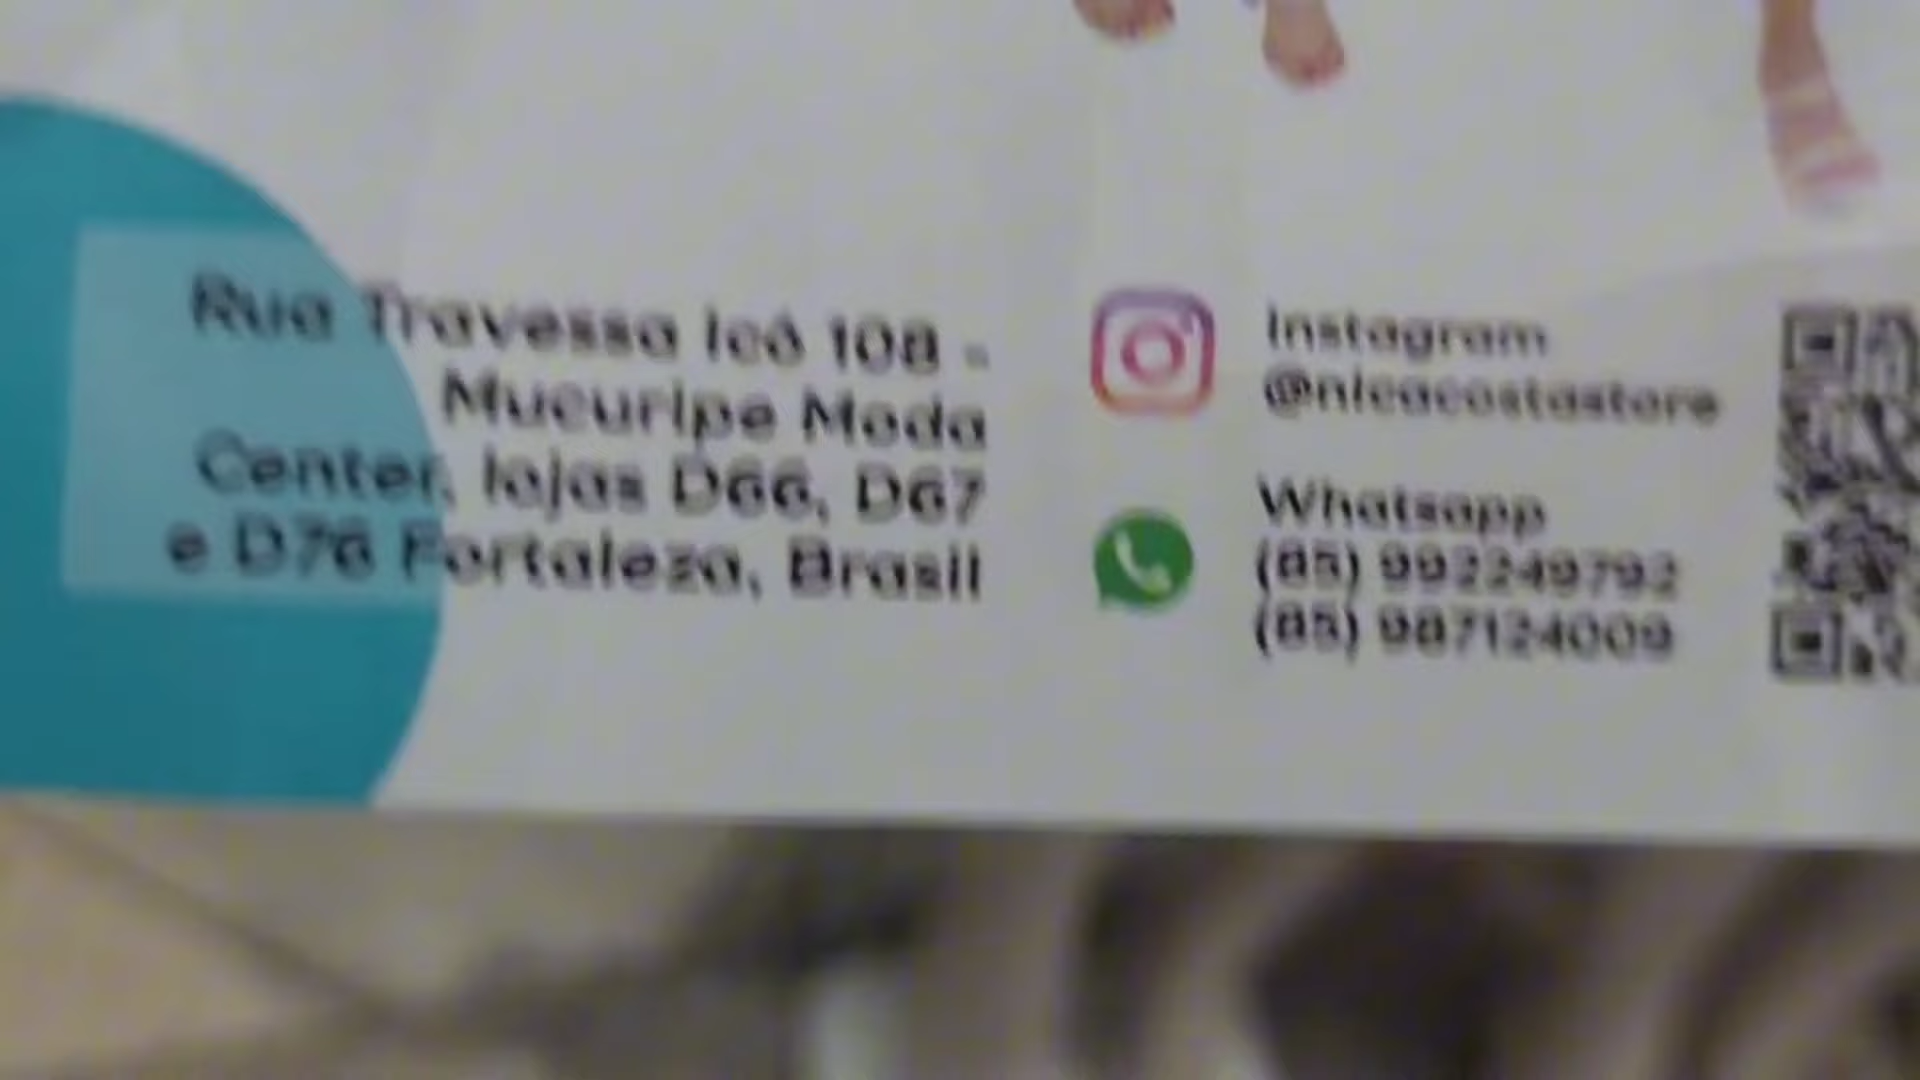 Rua Travessa Icó 108 -
Mucuripe Moda
Center, lojas D66, D67
e D76 Fortaleza, Brasil
Instagram
@nicacostastore
Whatsapp
(85) 992249792
(85) 987124009